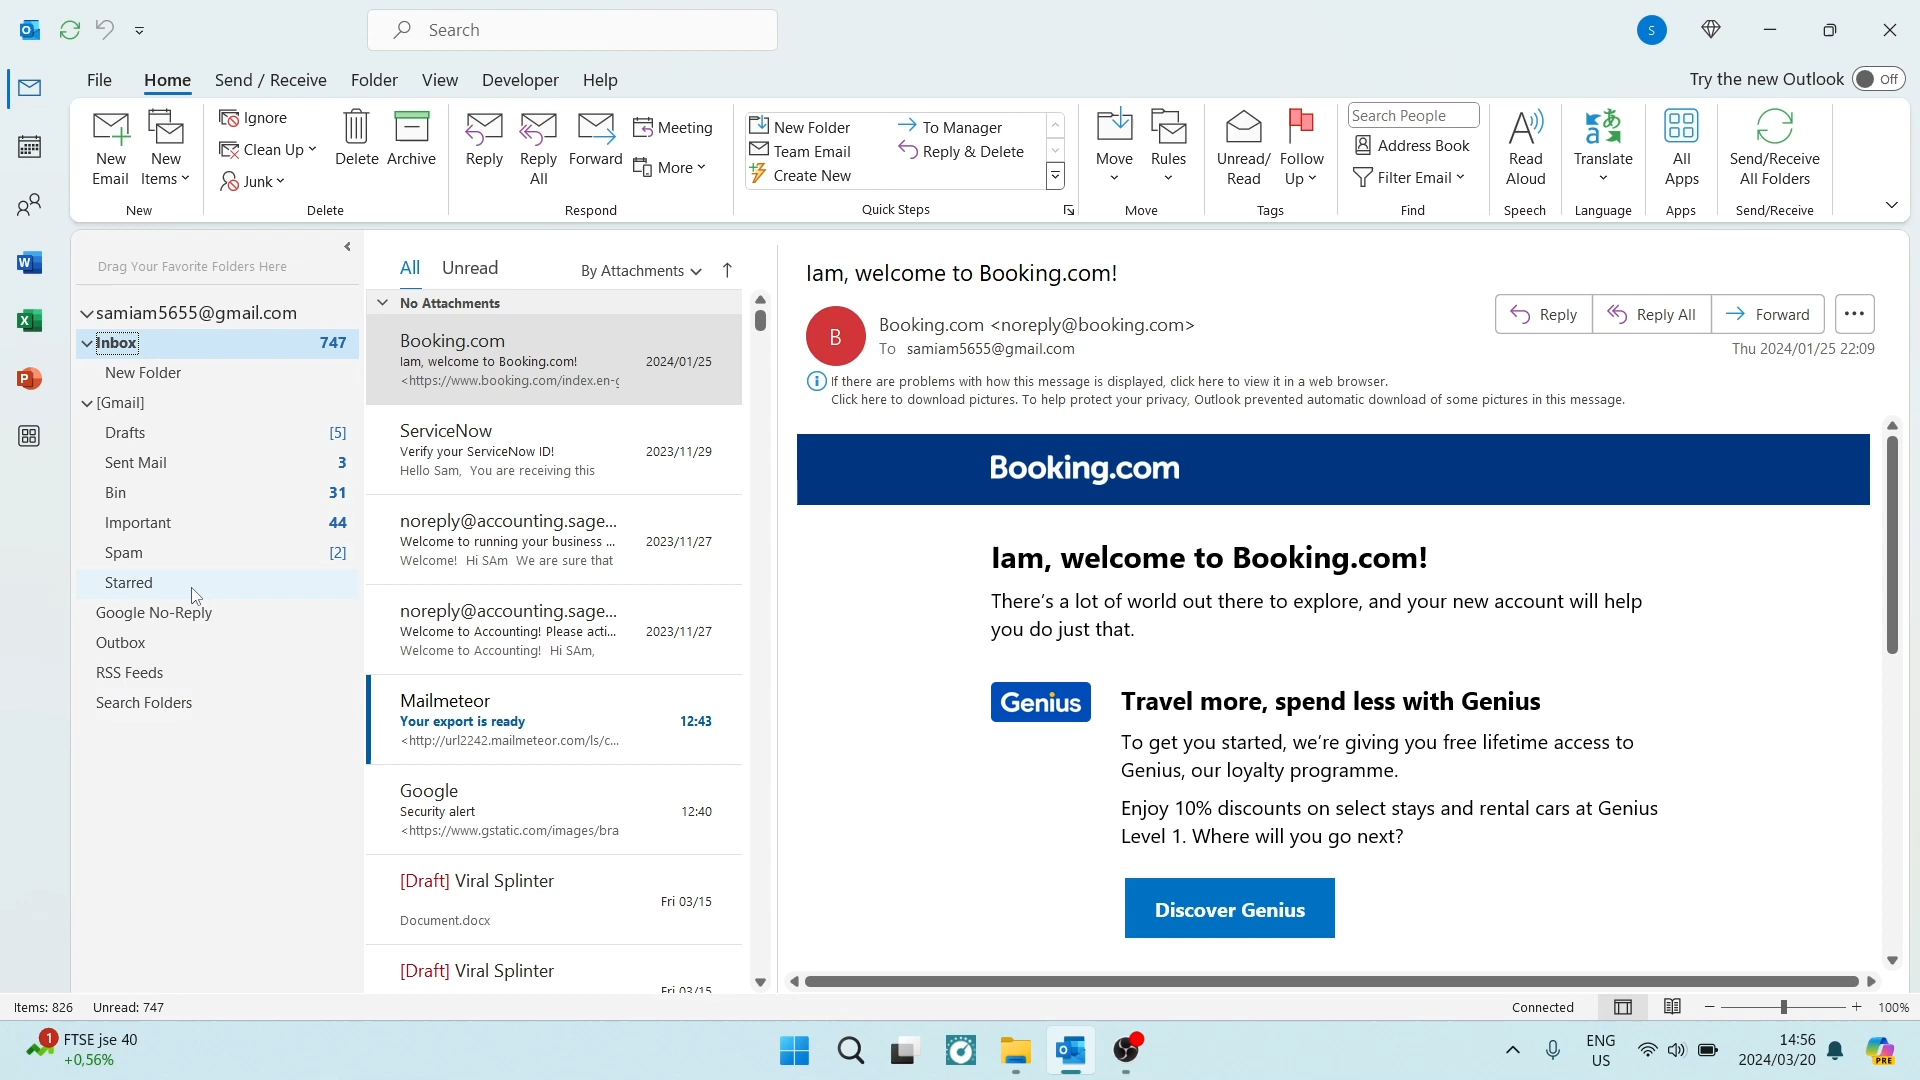 Search
S
File
Home
Send / Receive
Folder
View
Developer
Help
Try the new Outlook
Off
New
Email
New
Items
New
Ignore
Clean Up
Junk
Delete
Archive
Delete
Reply
Reply
All
Forward
Meeting
More
Respond
New Folder
To Manager
Team Email
Reply & Delete
Create New
Quick Steps
Move
Rules
Move
Unread/
Read
Follow
Up
Tags
Search People
Address Book
Filter Email
Find
Read
Aloud
Speech
Translate
Language
All
Apps
Apps
Send/Receive
All Folders
Send/Receive
Drag Your Favorite Folders Here
samiam5655@gmail.com
Inbox 747
New Folder
[Gmail]
Drafts [5]
Sent Mail 3
Bin 31
Important 44
Spam [2]
Starred
Google No-Reply
Outbox
RSS Feeds
Search Folders
All
Unread
By Attachments
No Attachments
Booking.com
Iam, welcome to Booking.com! 2024/01/25
<https://www.booking.com/index.en-g
ServiceNow
Verify your ServiceNow ID! 2023/11/29
Hello Sam, You are receiving this
noreply@accounting.sage...
Welcome to running your business ... 2023/11/27
Welcome! Hi SAm We are sure that
noreply@accounting.sage...
Welcome to Accounting! Please acti... 2023/11/27
Welcome to Accounting! Hi SAm,
Mailmeteor
Your export is ready 12:43
<http://url2242.mailmeteor.com/ls/c...
Google
Security alert 12:40
<https://www.gstatic.com/images/bra
[Draft] Viral Splinter
Fri 03/15
Document.docx
[Draft] Viral Splinter
Fri 03/15
Iam, welcome to Booking.com!
B
Booking.com <noreply@booking.com>
To samiam5655@gmail.com
Reply
Reply All
Forward
Thu 2024/01/25 22:09
If there are problems with how this message is displayed, click here to view it in a web browser.
Click here to download pictures. To help protect your privacy, Outlook prevented automatic download of some pictures in this message.
Booking.com
Iam, welcome to Booking.com!
There's a lot of world out there to explore, and your new account will help
you do just that.
Genius
Travel more, spend less with Genius
To get you started, we're giving you free lifetime access to
Genius, our loyalty programme.
Enjoy 10% discounts on select stays and rental cars at Genius
Level 1. Where will you go next?
Discover Genius
Items: 826 Unread: 747
Connected
100%
1
FTSE jse 40
+0,56%
ENG
US
14:56
2024/03/20
PRE